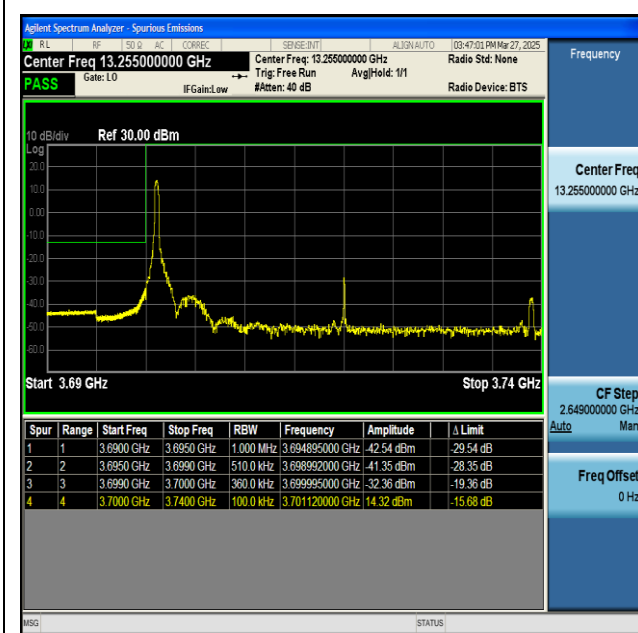 Agilent Spectrum Analyzer - Spurious Emissions
RL RF 50 Ω AC CORREC SENSE:INT ALIGNAUTO 03:47:01 PM Mar 27, 2025
Center Freq 13.255000000 GHz Center Freq: 13.255000000 GHz Radio Std: None
PASS Gate: LO Trig: Free Run Avg|Hold: 1/1
IFGain:Low #Atten: 40 dB Radio Device: BTS
10 dB/div Ref 30.00 dBm
Log
20.0
10.0
0.00
-10.0
-20.0
-30.0
-40.0
-50.0
-60.0
Start 3.69 GHz Stop 3.74 GHz
Spur Range Start Freq Stop Freq RBW Frequency Amplitude Δ Limit
1 1 3.6900 GHz 3.6950 GHz 1.000 MHz 3.694895000 GHz -42.54 dBm -29.54 dB
2 2 3.6950 GHz 3.6990 GHz 510.0 kHz 3.698992000 GHz -41.35 dBm -28.35 dB
3 3 3.6990 GHz 3.7000 GHz 360.0 kHz 3.699995000 GHz -32.36 dBm -19.36 dB
4 4 3.7000 GHz 3.7400 GHz 100.0 kHz 3.701120000 GHz 14.32 dBm -15.68 dB
MSG STATUS
Frequency
Center Freq
13.255000000 GHz
CF Step
2.649000000 GHz
Auto Man
Freq Offset
0 Hz